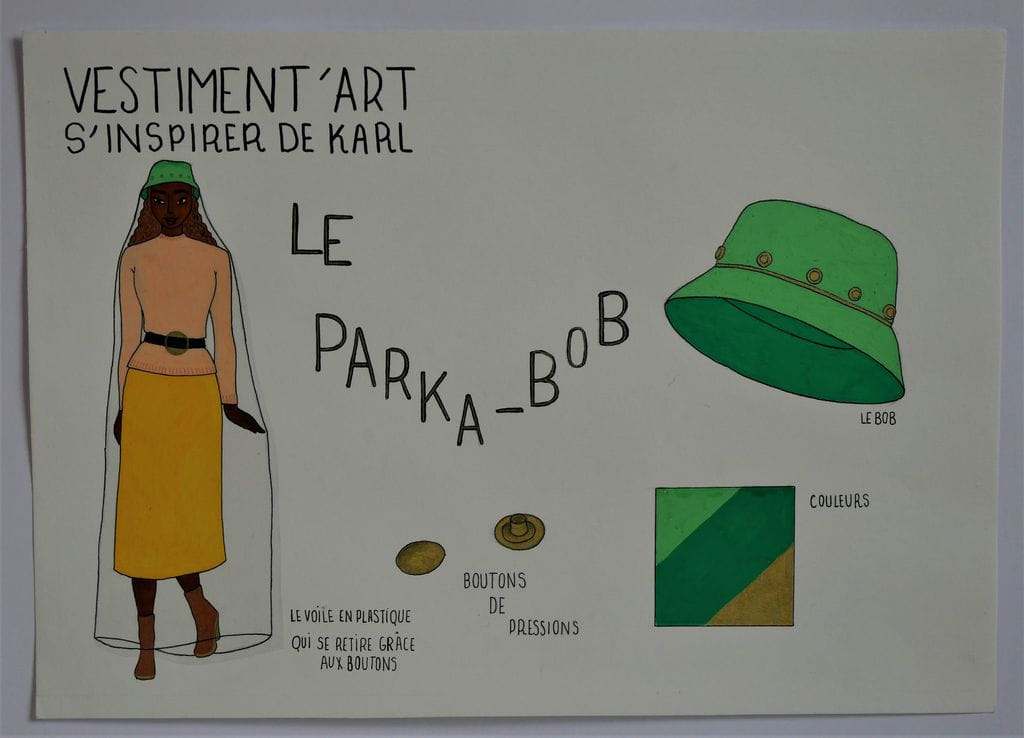 VESTIMENT'ART
S'INSPIRER DE KARL
LE
PARKA_BOB
LE BOB
COULEURS
BOUTONS
DE
PRESSIONS
LE VOILE EN PLASTIQUE
QUI SE RETIRE GRÂCE
AUX BOUTONS